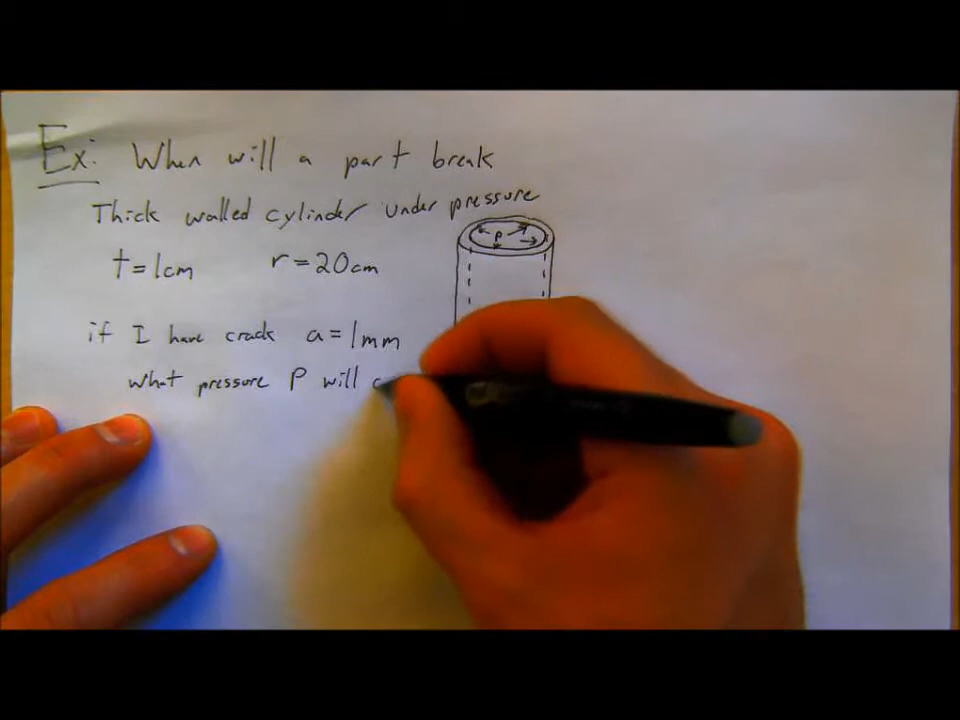 Ex: When will a part break
Thick walled cylinder under pressure
t=1cm r=20cm
P
if I have crack a=1mm
What pressure P will